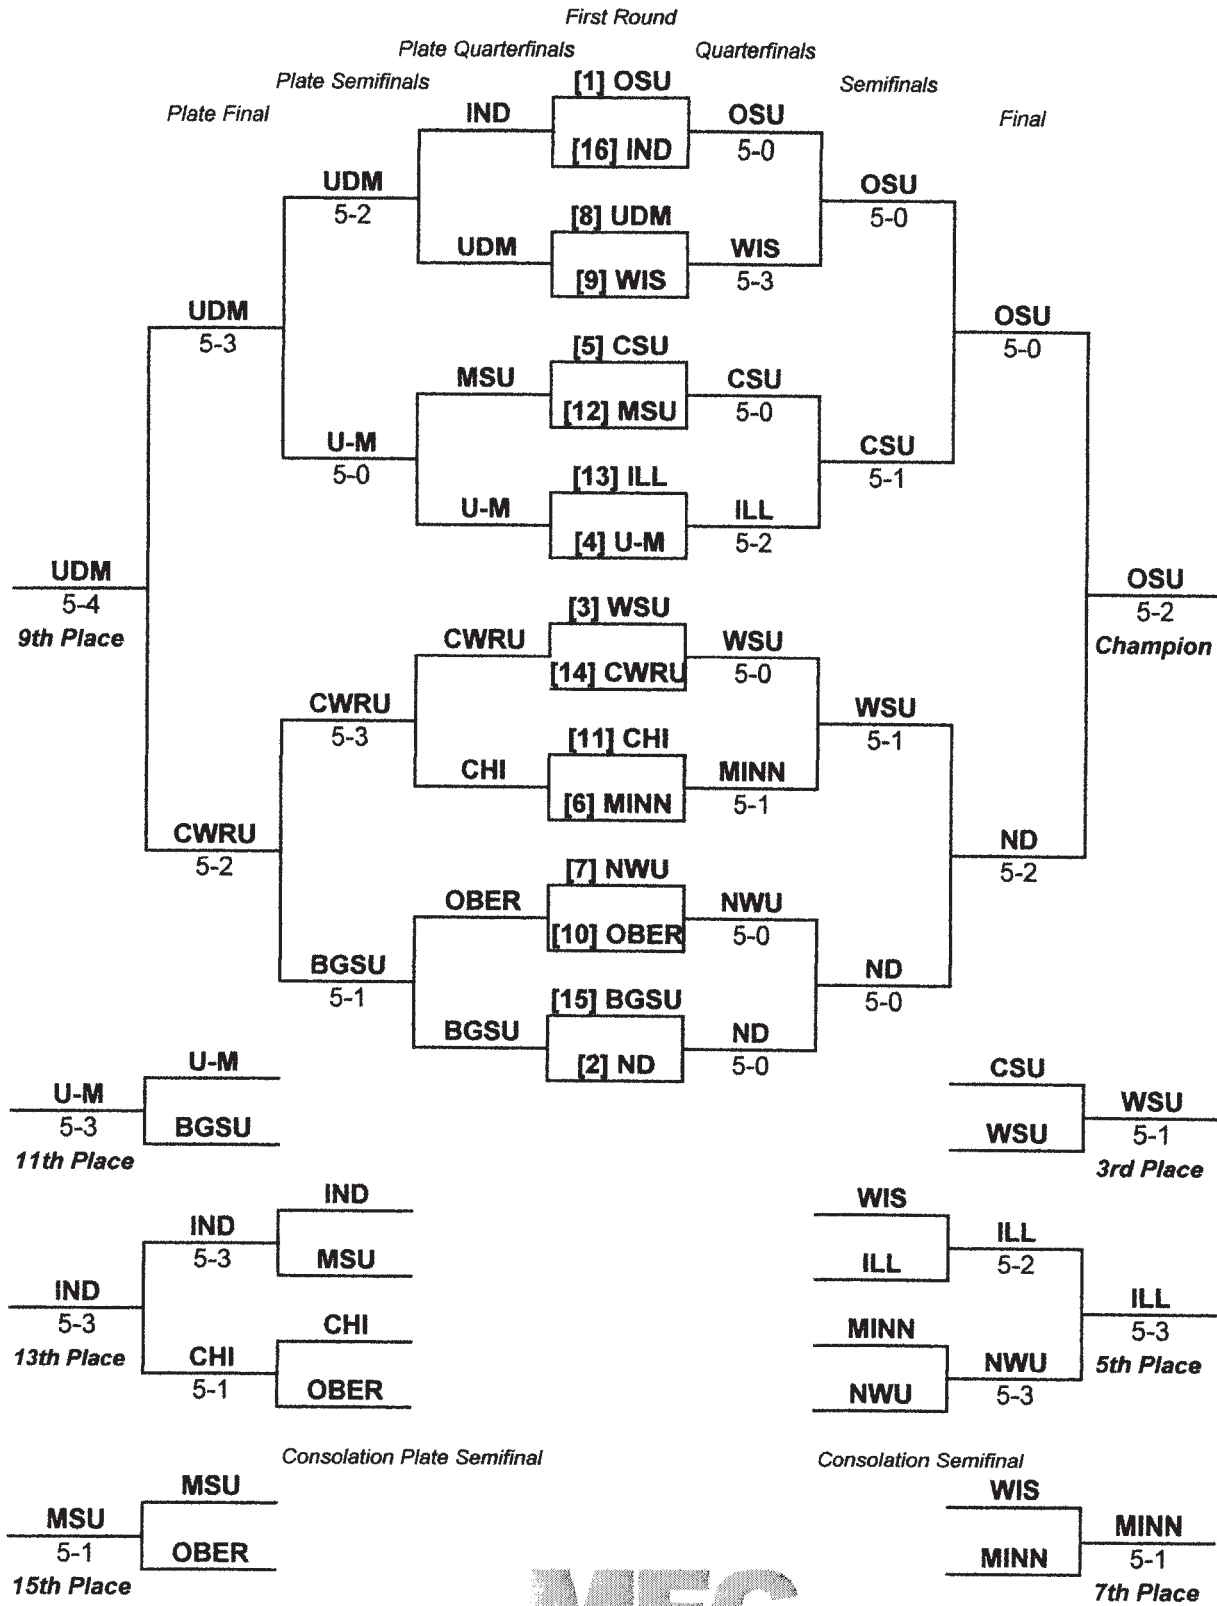 First Round
Plate Quarterfinals
Quarterfinals
Plate Semifinals
[1] OSU
Semifinals
Plate Final
IND
OSU
Final
5-0
[16] IND
UDM
OSU
5-2
5-0
[8] UDM
UDM
WIS
[9] WIS
5-3
UDM
OSU
5-3
5-0
[5] CSU
MSU
CSU
[12] MSU
5-0
U-M
CSU
5-0
5-1
[13] ILL
U-M
ILL
[4] U-M
5-2
UDM
OSU
5-4
5-2
9th Place
Champion
[3] WSU
CWRU
WSU
[14] CWRU
5-0
CWRU
WSU
5-3
5-1
[11] CHI
CHI
MINN
[6] MINN
5-1
CWRU
ND
5-2
5-2
[7] NWU
OBER
NWU
[10] OBER
5-0
BGSU
ND
5-1
5-0
[15] BGSU
BGSU
ND
[2] ND
5-0
U-M
CSU
U-M
WSU
5-3
5-1
BGSU
WSU
11th Place
3rd Place
IND
WIS
IND
ILL
5-3
5-2
MSU
ILL
IND
ILL
5-3
5-3
13th Place
5th Place
CHI
MINN
CHI
NWU
5-1
5-3
OBER
NWU
Consolation Plate Semifinal
Consolation Semifinal
MSU
WIS
MSU
MINN
5-1
5-1
OBER
MINN
15th Place
7th Place